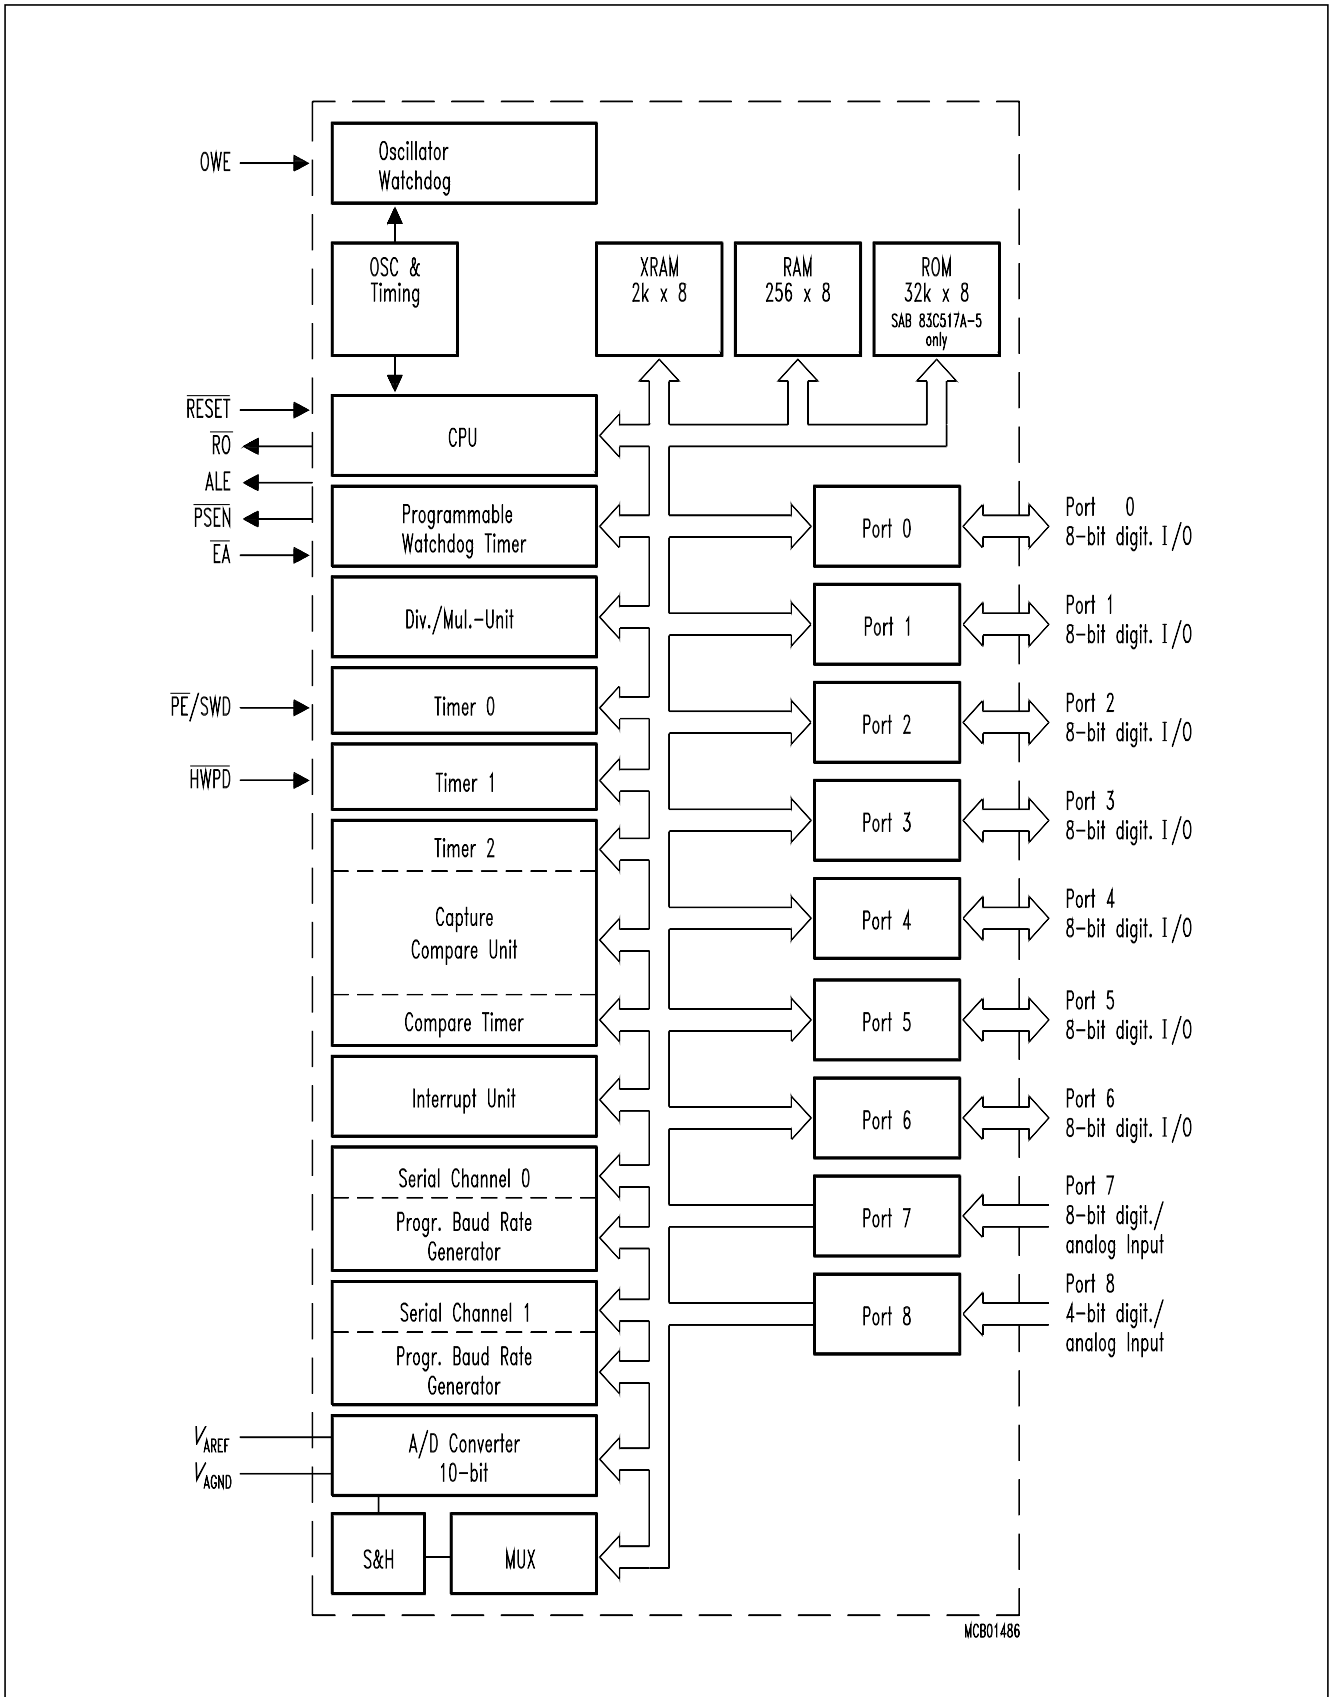 OWE
Oscillator
Watchdog
OSC &
Timing
XRAM
2k x 8
RAM
256 x 8
ROM
32k x 8
SAB 83C517A-5
only
RESET
RO
ALE
PSEN
EA
PE/SWD
HWPD
CPU
Programmable
Watchdog Timer
Div./Mul.-Unit
Timer 0
Timer 1
Timer 2
Capture
Compare Unit
Compare Timer
Interrupt Unit
Serial Channel 0
Progr. Baud Rate
Generator
Serial Channel 1
Progr. Baud Rate
Generator
VAREF
VAGND
A/D Converter
10-bit
S&H
MUX
Port 0
Port 0
8-bit digit. I/O
Port 1
Port 1
8-bit digit. I/O
Port 2
Port 2
8-bit digit. I/O
Port 3
Port 3
8-bit digit. I/O
Port 4
Port 4
8-bit digit. I/O
Port 5
Port 5
8-bit digit. I/O
Port 6
Port 6
8-bit digit. I/O
Port 7
Port 7
8-bit digit./
analog Input
Port 8
Port 8
4-bit digit./
analog Input
MCB01486